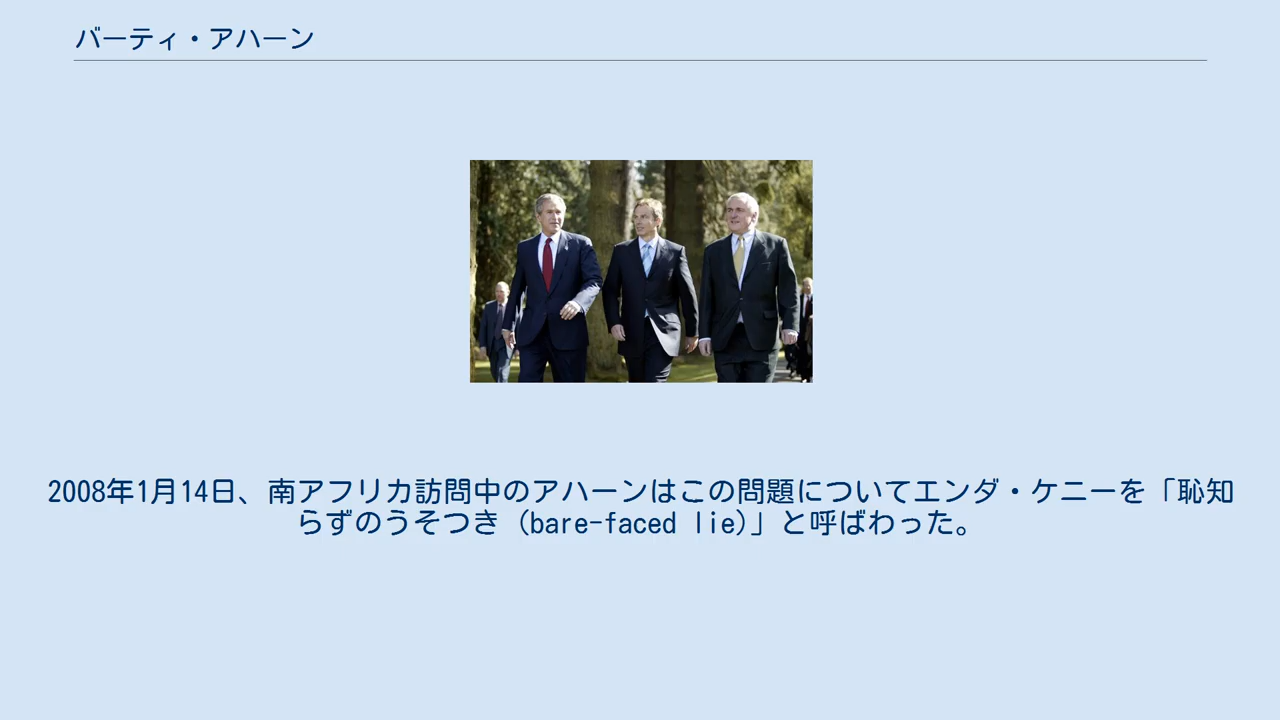 バーティ・アハーン
2008年1月14日、南アフリカ訪問中のアハーンはこの問題についてエンダ・ケニーを「恥知
らずのうそつき (bare-faced lie)」と呼ばわった。